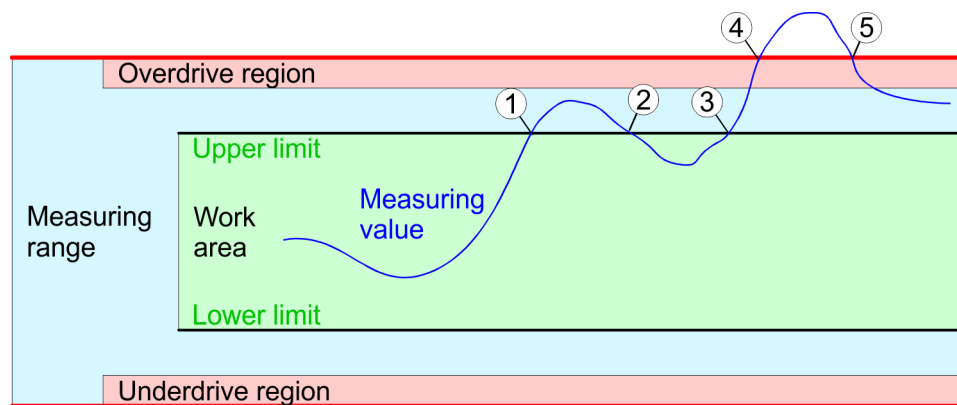 4
5
Overdrive region
1
2
3
Upper limit
Measuring
value
Measuring
range
Work
area
Lower limit
Underdrive region